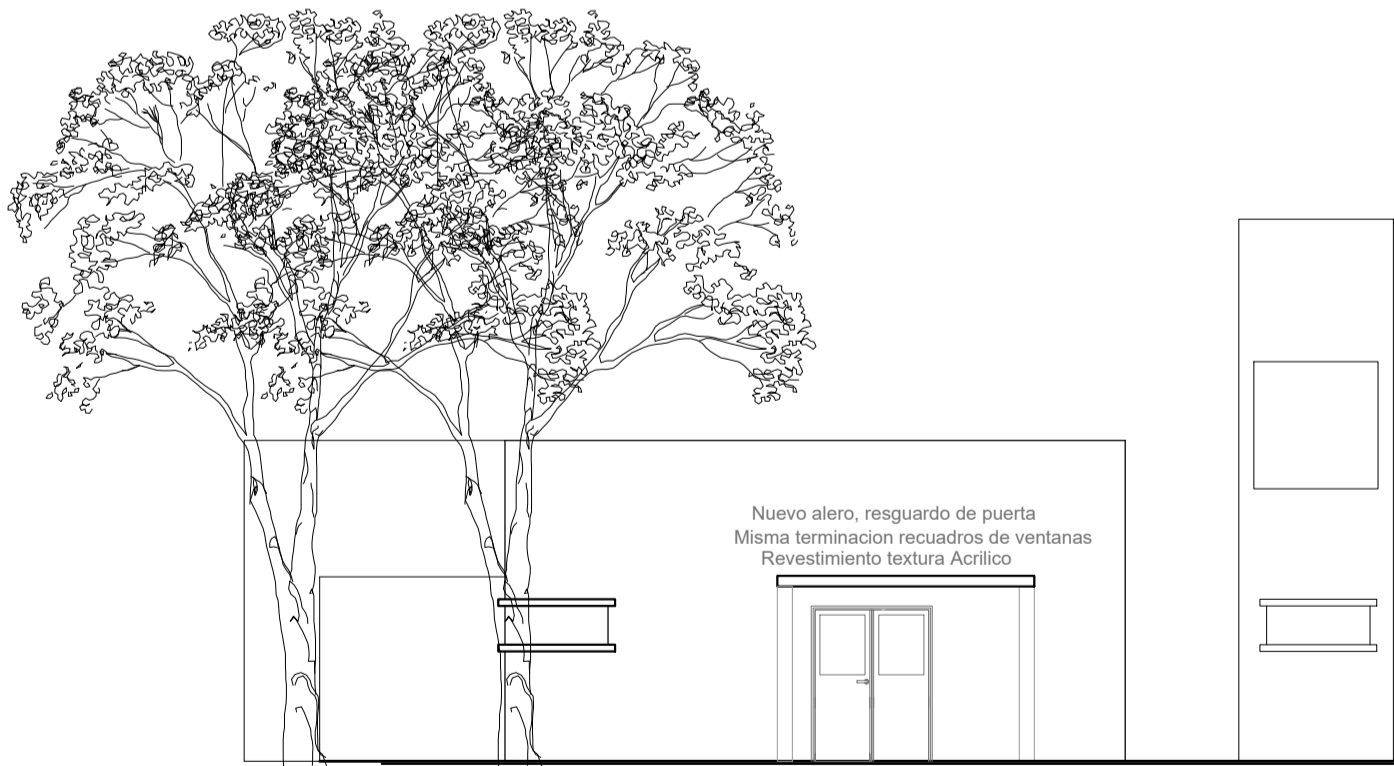 Nuevo alero, resguardo de puerta
Misma terminacion recuadros de ventanas
Revestimiento textura Acrilico